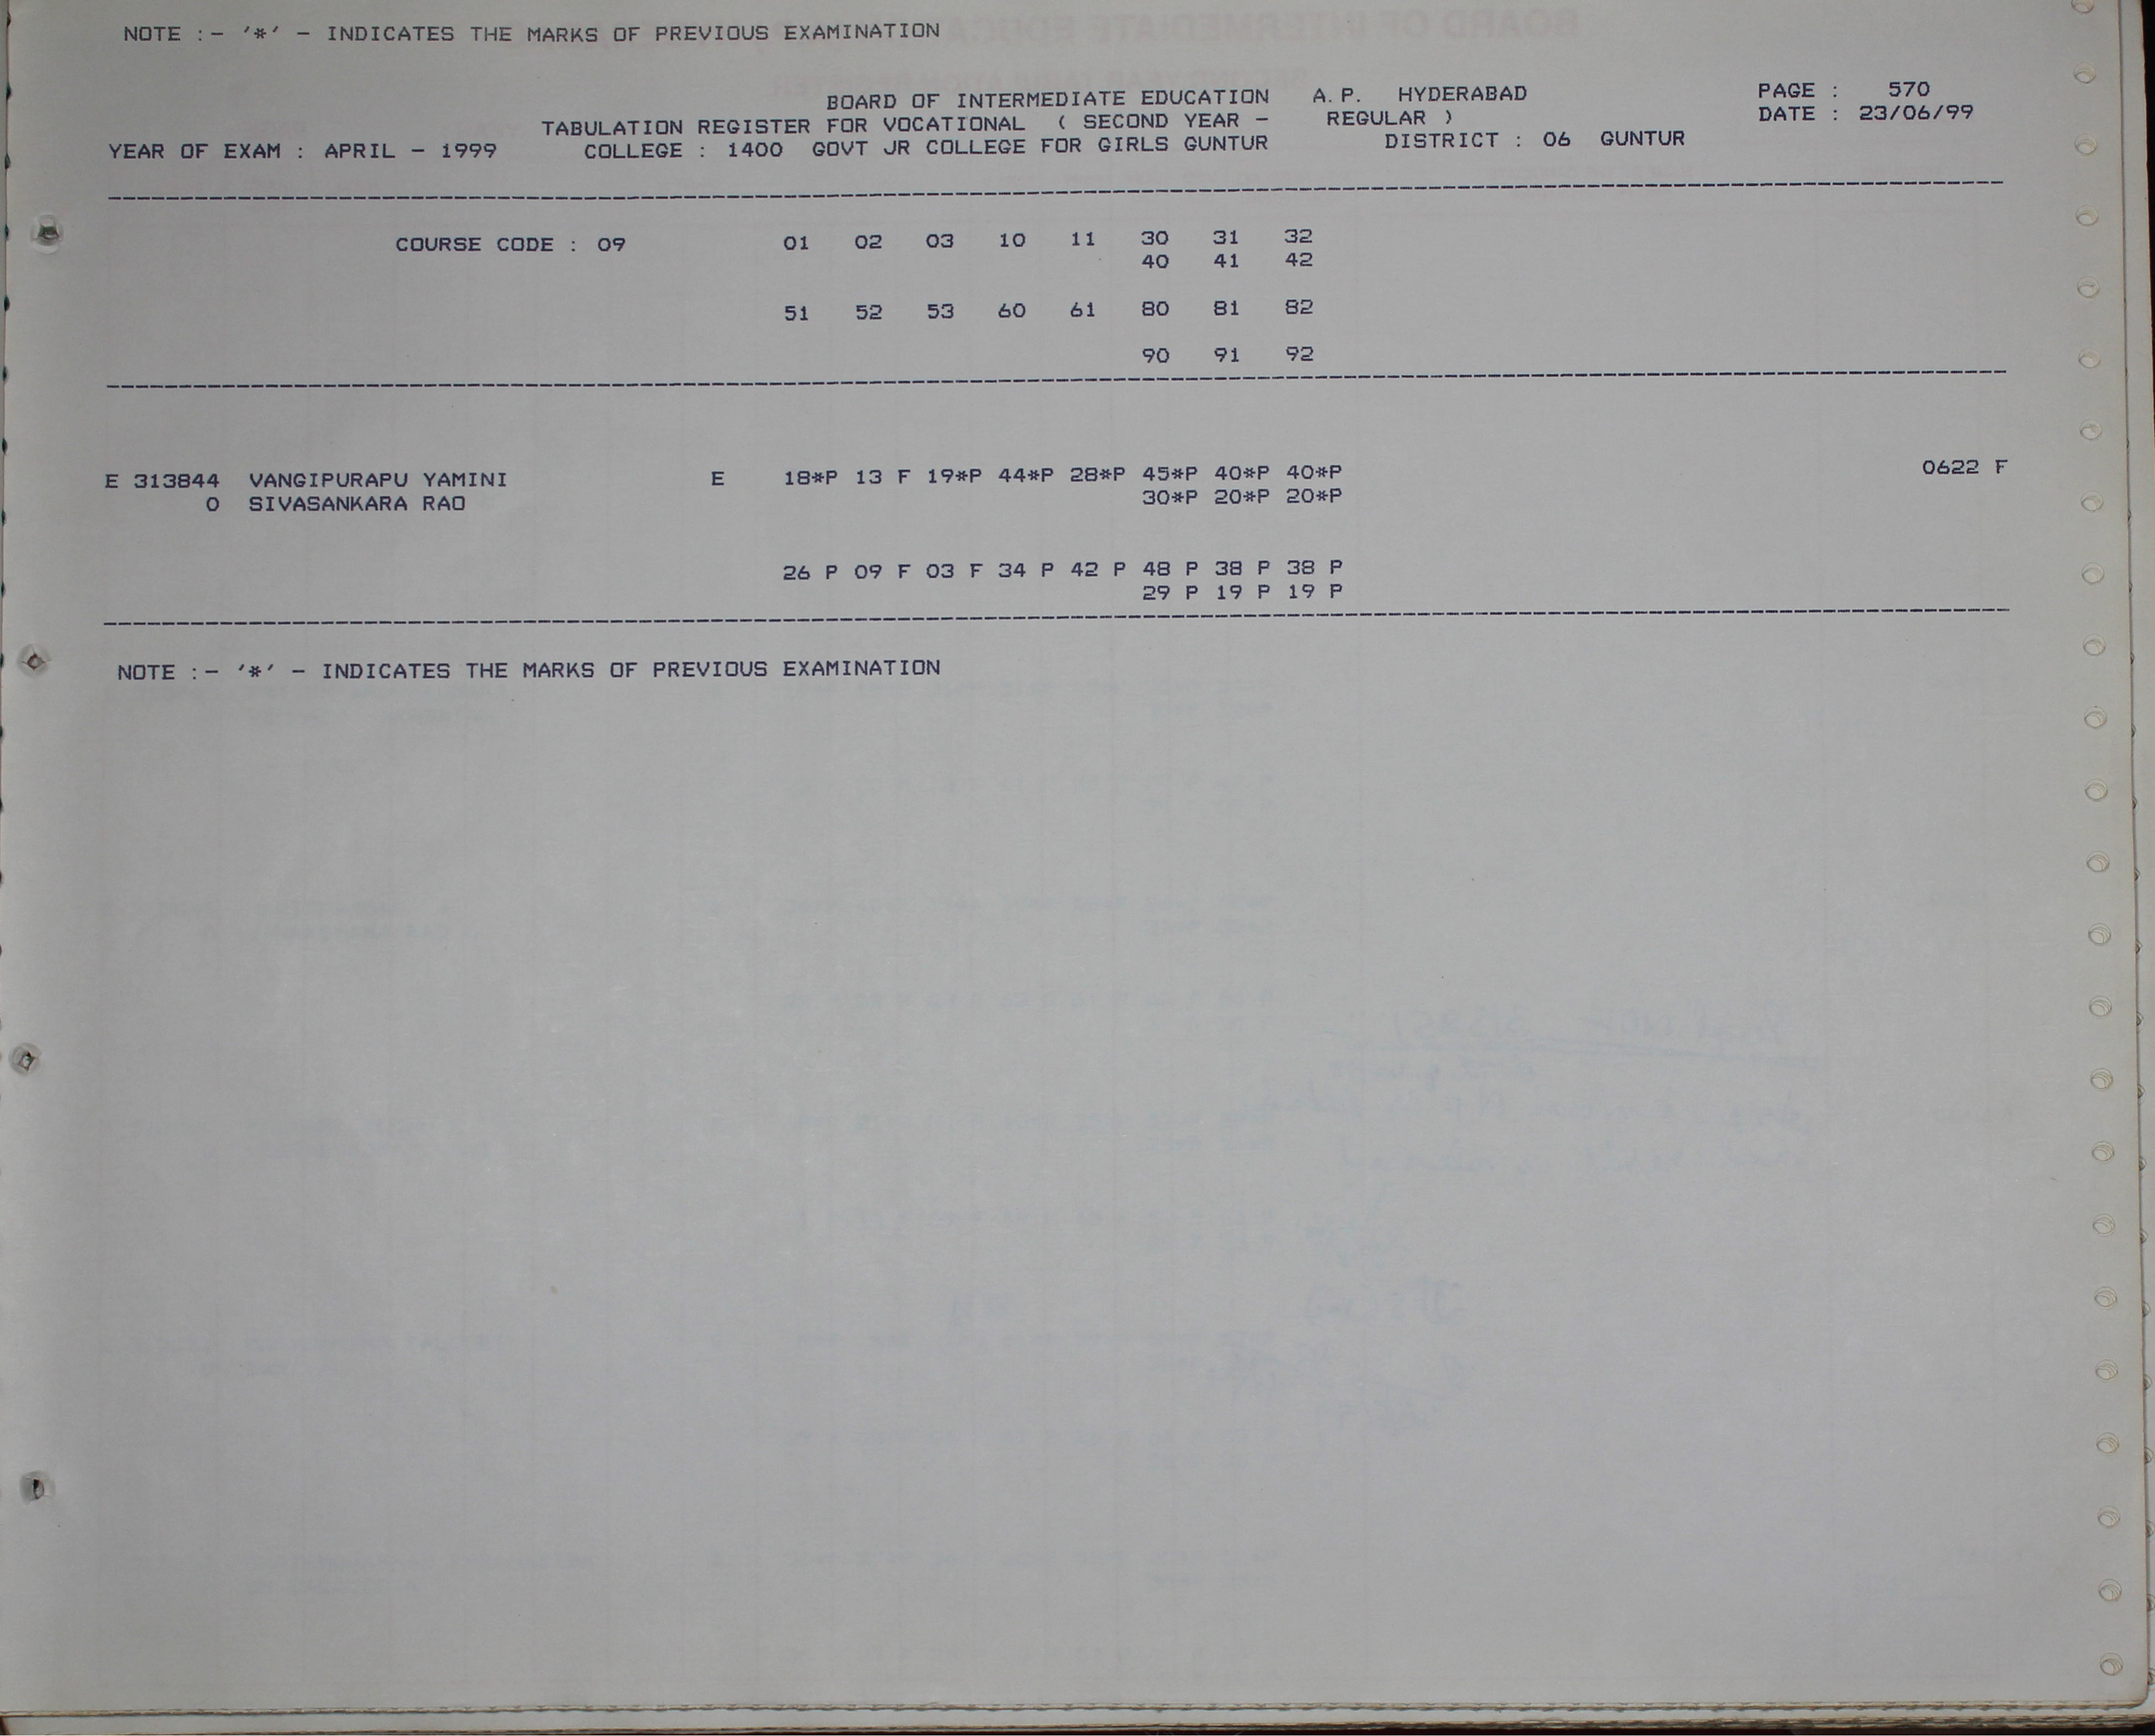 NOTE :- '*' - INDICATES THE MARKS OF PREVIOUS EXAMINATION
BOARD OF INTERMEDIATE EDUCATION A.P. HYDERABAD PAGE : 570
TABULATION REGISTER FOR VOCATIONAL ( SECOND YEAR - REGULAR ) DATE : 23/06/99
YEAR OF EXAM : APRIL - 1999 COLLEGE : 1400 GOVT JR COLLEGE FOR GIRLS GUNTUR DISTRICT : 06 GUNTUR
COURSE CODE : 09 01 02 03 10 11 30 31 32
40 41 42
51 52 53 60 61 80 81 82
90 91 92
E 313844 VANGIPURAPU YAMINI E 18*P 13 F 19*P 44*P 28*P 45*P 40*P 40*P 0622 F
0 SIVASANKARA RAO 30*P 20*P 20*P
26 P 09 F 03 F 34 P 42 P 48 P 38 P 38 P
29 P 19 P 19 P
NOTE :- '*' - INDICATES THE MARKS OF PREVIOUS EXAMINATION